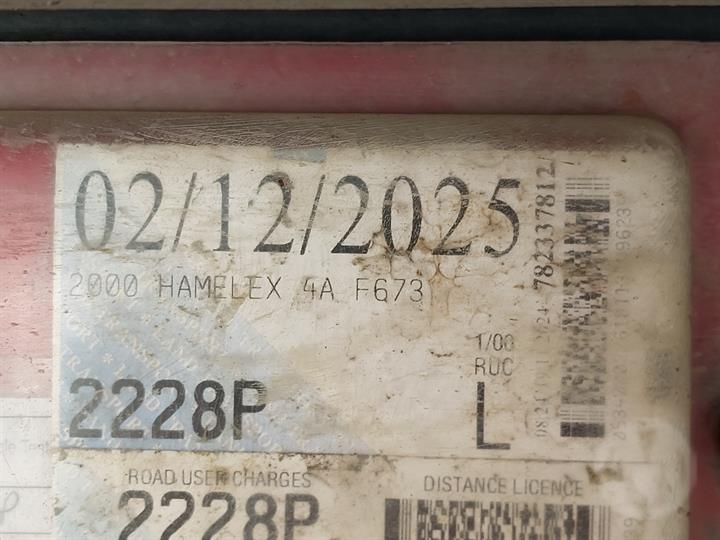 02/12/2025
2000 HAMELEX 4A F673
1/00
RUC
2228P
L
782337812
ROAD USER CHARGES
DISTANCE LICENCE
2228P